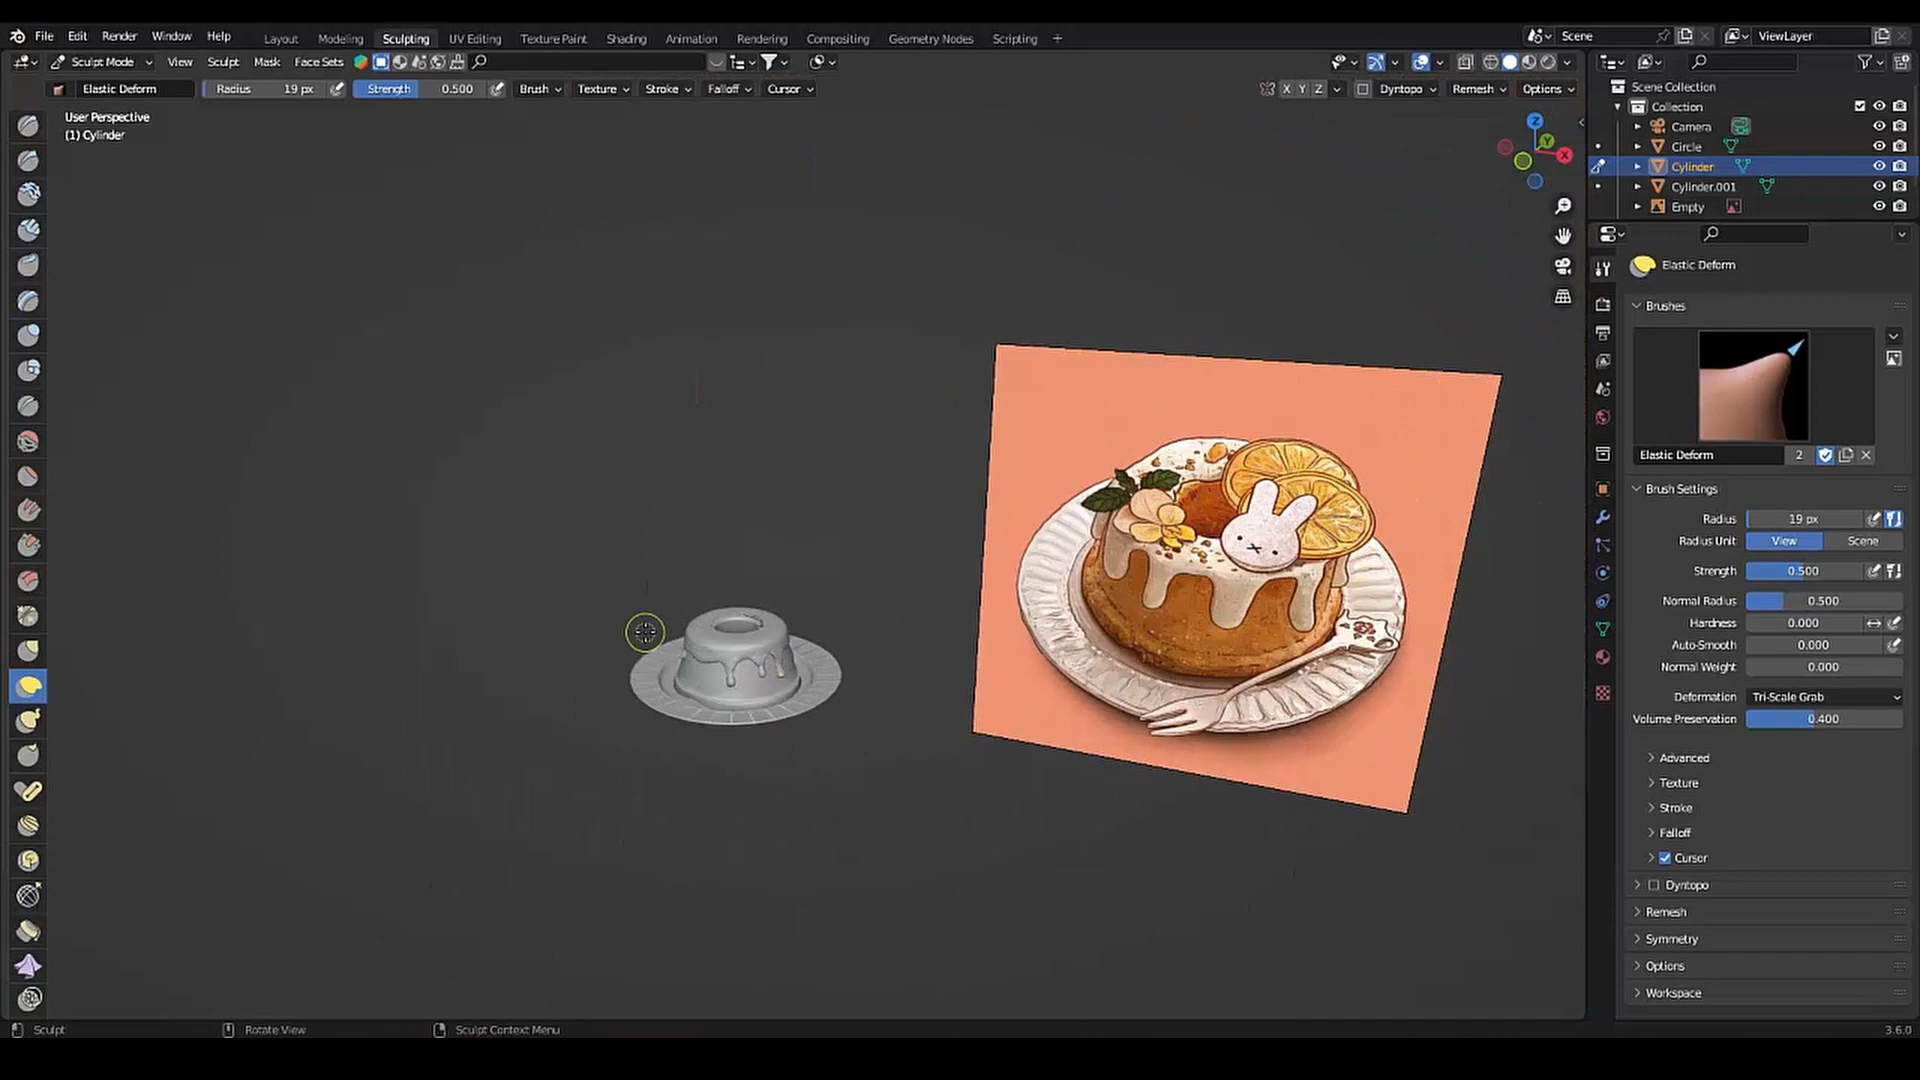 File Edit Render Window Help Layout Modeling Sculpting UV Editing Texture Paint Shading Animation Rendering Compositing Geometry Nodes Scripting + Scene ViewLayer
Sculpt Mode View Sculpt Mask Face Sets
Elastic Deform Radius 19 px Strength 0.500 Brush Texture Stroke Falloff Cursor X Y Z Dyntopo Remesh Options
User Perspective
(1) Cylinder
Z
Y
X
Scene Collection
Collection
Camera
Circle
Cylinder
Cylinder.001
Empty
Elastic Deform
Brushes
Elastic Deform 2
Brush Settings
Radius 19 px
Radius Unit View Scene
Strength 0.500
Normal Radius 0.500
Hardness 0.000
Auto-Smooth 0.000
Normal Weight 0.000
Deformation Tri-Scale Grab
Volume Preservation 0.400
Advanced
Texture
Stroke
Falloff
Cursor
Dyntopo
Remesh
Symmetry
Options
Workspace
Sculpt Rotate View Sculpt Context Menu 3.6.0